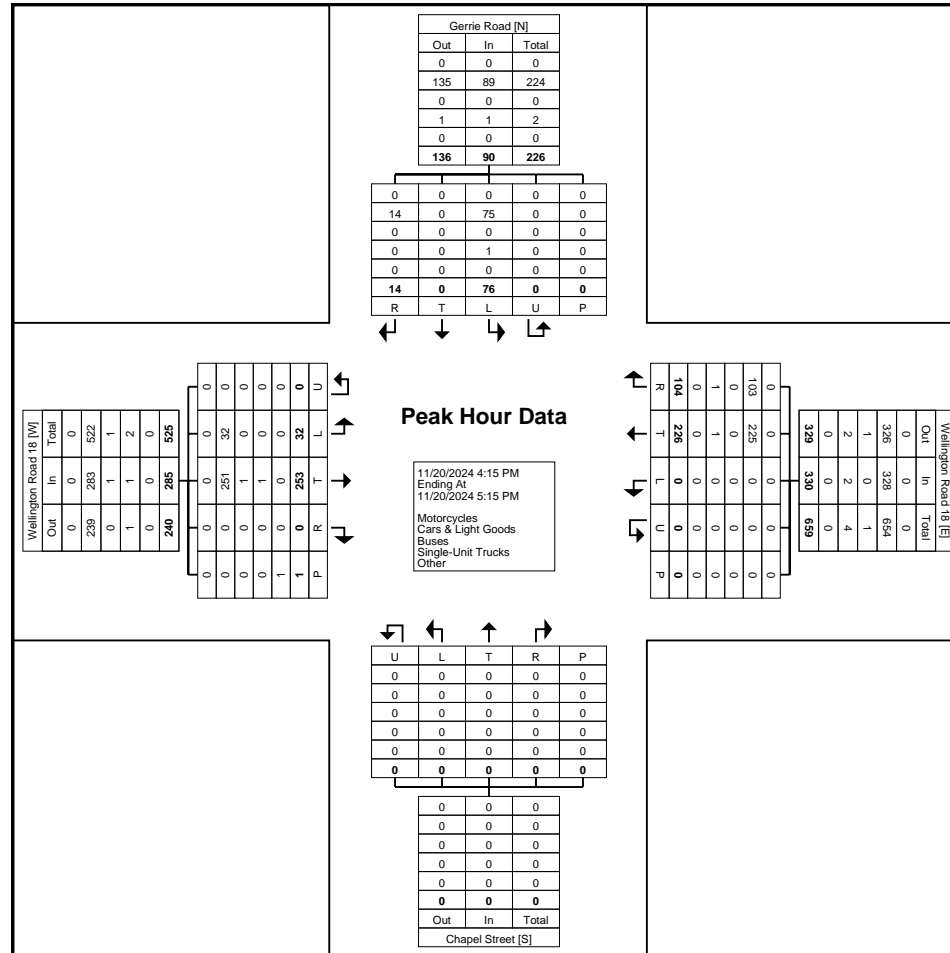 Gerrie Road [N]
Out In Total
0 0 0
135 89 224
0 0 0
1 1 2
0 0 0
136 90 226
0 0 0 0 0
14 0 75 0 0
0 0 0 0 0
0 0 1 0 0
0 0 0 0 0
14 0 76 0 0
R T L U P
Wellington Road 18 [W]
Out In Total
0 0 0
239 283 522
0 1 1
1 1 2
0 0 0
240 285 525
0 0 0 0 0
0 32 251 0 0
0 0 1 0 0
0 0 1 0 0
0 0 0 0 1
0 32 253 0 1
U L T R P
Peak Hour Data
11/20/2024 4:15 PM
Ending At
11/20/2024 5:15 PM
Motorcycles
Cars & Light Goods
Buses
Single-Unit Trucks
Other
Wellington Road 18 [E]
Out In Total
0 0 0
326 328 654
1 0 1
2 2 4
0 0 0
329 330 659
0 0 0 0 0
103 225 0 0 0
0 0 0 0 0
1 1 0 0 0
0 0 0 0 0
104 226 0 0 0
R T L U P
U L T R P
0 0 0 0 0
0 0 0 0 0
0 0 0 0 0
0 0 0 0 0
0 0 0 0 0
0 0 0 0 0
0 0 0
0 0 0
0 0 0
0 0 0
0 0 0
0 0 0
Out In Total
Chapel Street [S]